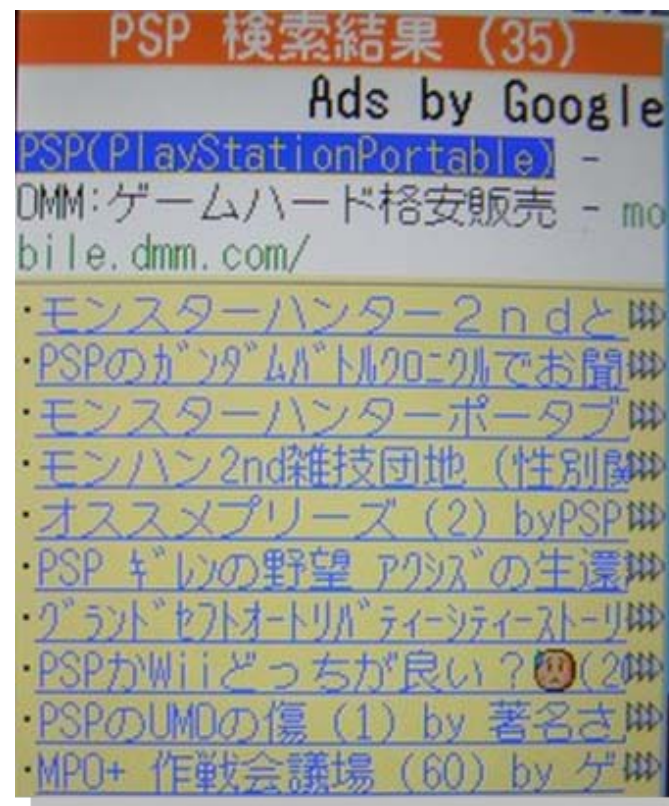 PSP 検索結果 (35)
Ads by Google
PSP(PlayStationPortable) -
DMM:ゲームハード格安販売 - mo
bile.dmm.com/
・モンスターハンター2ndと
・PSPのｶﾞﾝﾀﾞﾑﾊﾞﾄﾙｸﾛﾆｸﾙでお聞
・モンスターハンターポータブ
・モンハン2nd雑技団地 (性別関
・オススメプリーズ (2) byPSP
・PSP ｷﾞﾚﾝの野望 ｱｸｼｽﾞの生還
・ｸﾞﾗﾝﾄﾞｾﾌﾄｵｰﾄﾘﾊﾞﾃｨｰｼﾃｨｰｽﾄｰﾘ
・PSPかWiiどっちが良い?(20
・PSPのUMDの傷 (1) by 著名さ
・MPO+ 作戦会議場 (60) by ゲ